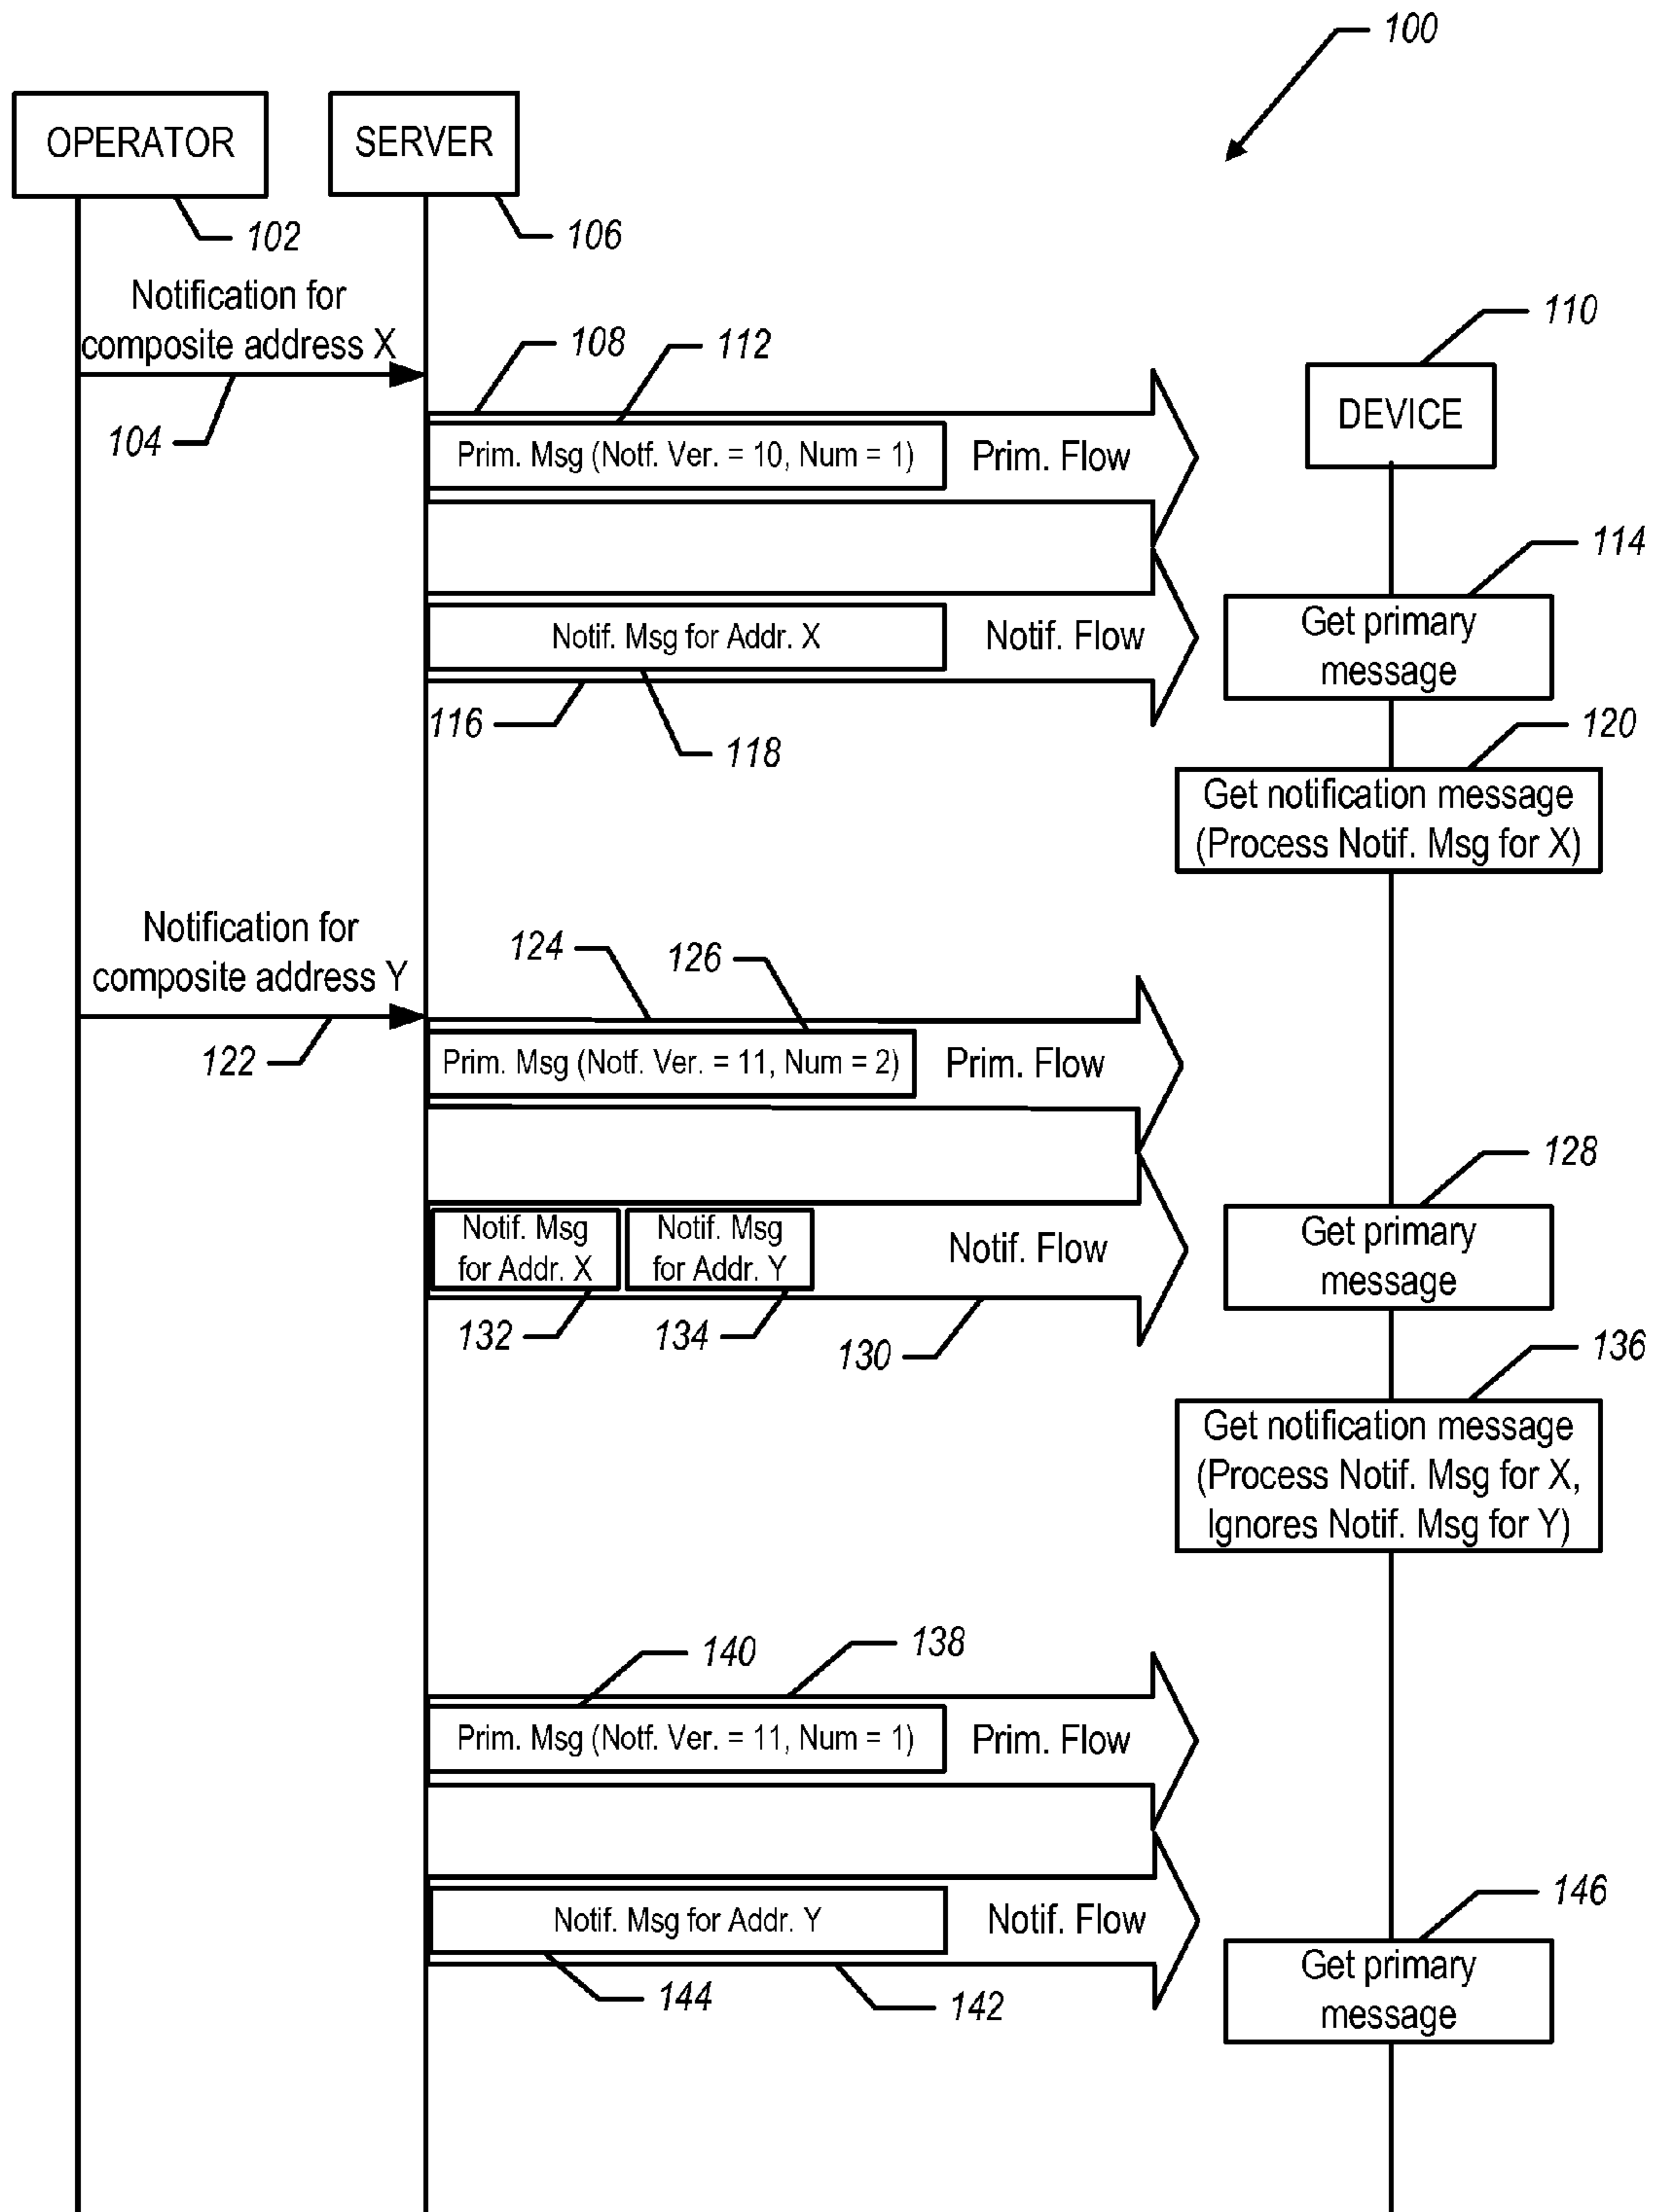 100
OPERATOR
SERVER
102
106
Notification for
composite address X
104
108
112
110
DEVICE
Prim. Msg (Notf. Ver. = 10, Num = 1)
Prim. Flow
114
Notif. Msg for Addr. X
Notif. Flow
Get primary
message
116
118
120
Get notification message
(Process Notif. Msg for X)
Notification for
composite address Y
122
124
126
Prim. Msg (Notf. Ver. = 11, Num = 2)
Prim. Flow
128
Notif. Msg
for Addr. X
Notif. Msg
for Addr. Y
Notif. Flow
Get primary
message
132
134
130
136
Get notification message
(Process Notif. Msg for X,
Ignores Notif. Msg for Y)
140
138
Prim. Msg (Notf. Ver. = 11, Num = 1)
Prim. Flow
146
Notif. Msg for Addr. Y
Notif. Flow
Get primary
message
144
142